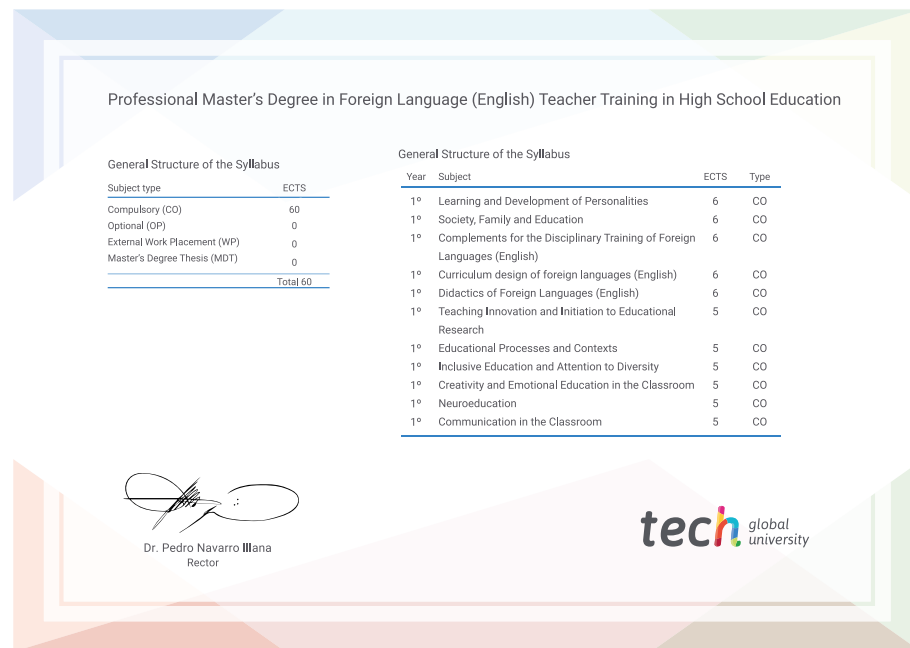 Professional Master's Degree in Foreign Language (English) Teacher Training in High School Education
General Structure of the Syllabus
Subject type ECTS
Compulsory (CO) 60
Optional (OP) 0
External Work Placement (WP) 0
Master's Degree Thesis (MDT) 0
Total 60
General Structure of the Syllabus
Year Subject ECTS Type
1º Learning and Development of Personalities 6 CO
1º Society, Family and Education 6 CO
1º Complements for the Disciplinary Training of Foreign 6 CO
Languages (English)
1º Curriculum design of foreign languages (English) 6 CO
1º Didactics of Foreign Languages (English) 6 CO
1º Teaching Innovation and Initiation to Educational 5 CO
Research
1º Educational Processes and Contexts 5 CO
1º Inclusive Education and Attention to Diversity 5 CO
1º Creativity and Emotional Education in the Classroom 5 CO
1º Neuroeducation 5 CO
1º Communication in the Classroom 5 CO
Dr. Pedro Navarro Illana
Rector
tech global
university